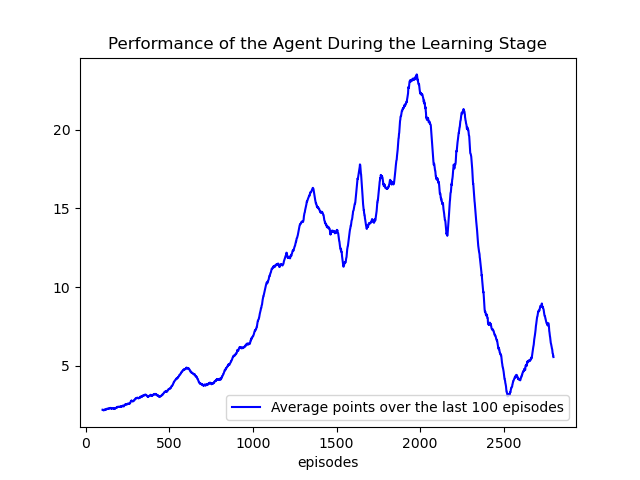 Performance of the Agent During the Learning Stage
20
15
10
5
Average points over the last 100 episodes
0 500 1000 1500 2000 2500
episodes